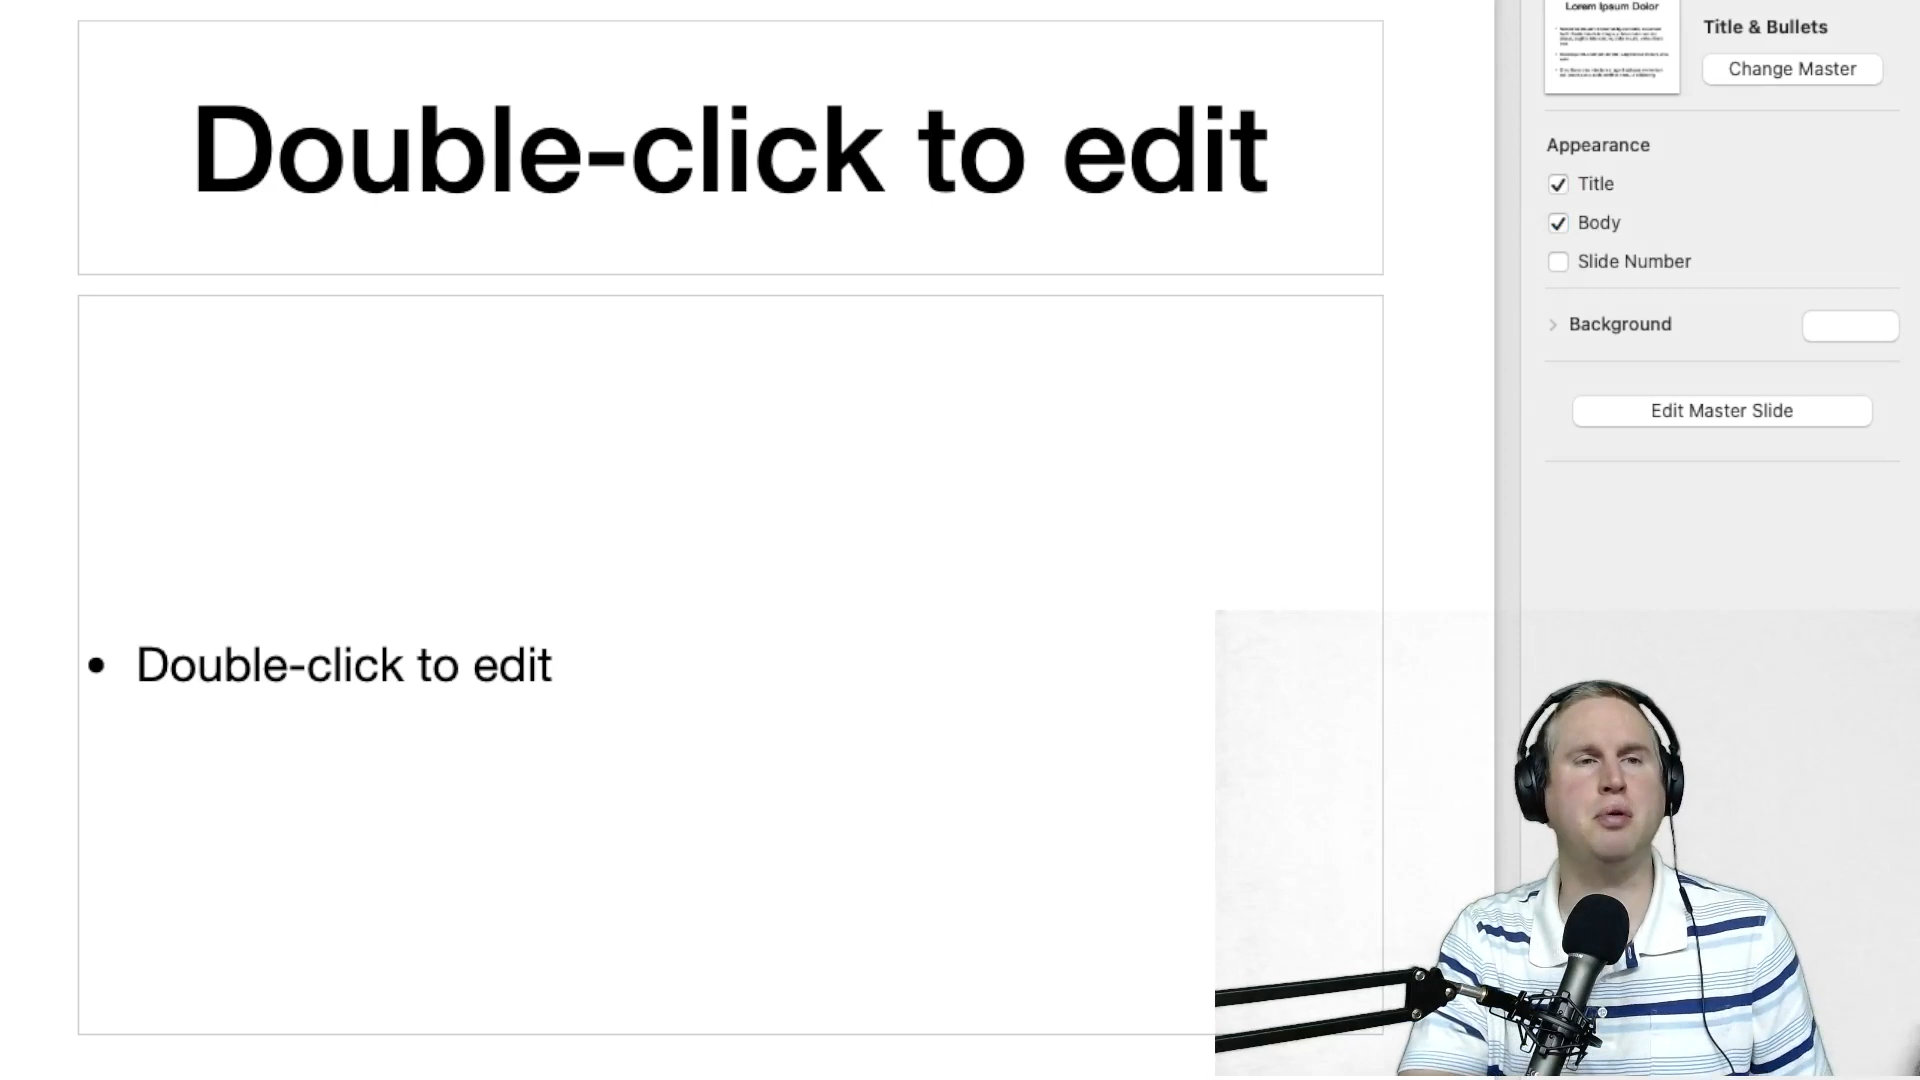 Double-click to edit
• Double-click to edit
Lorem Ipsum Dolor
Title & Bullets
Change Master
Appearance
Title
Body
Slide Number
Background
Edit Master Slide